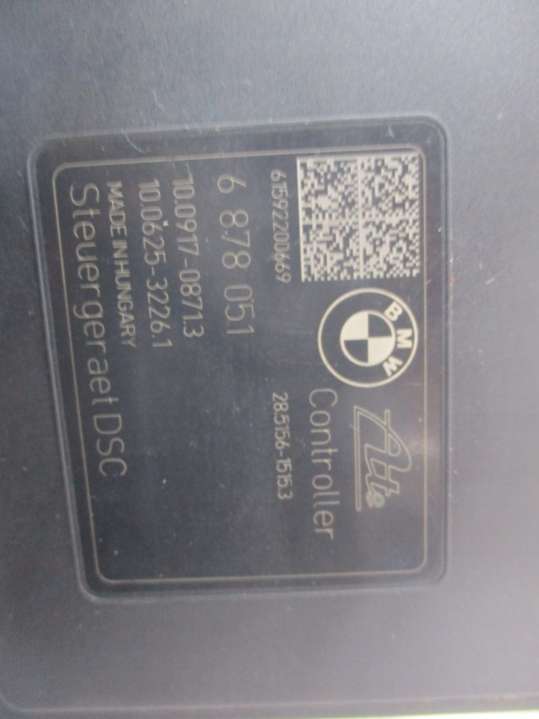 BMW
Ate
Controller
28.5156-1515.3
61592200669
6 878 051
10.0917-0871.3
10.0625-3226.1
MADE IN HUNGARY
Steuergeraet DSC